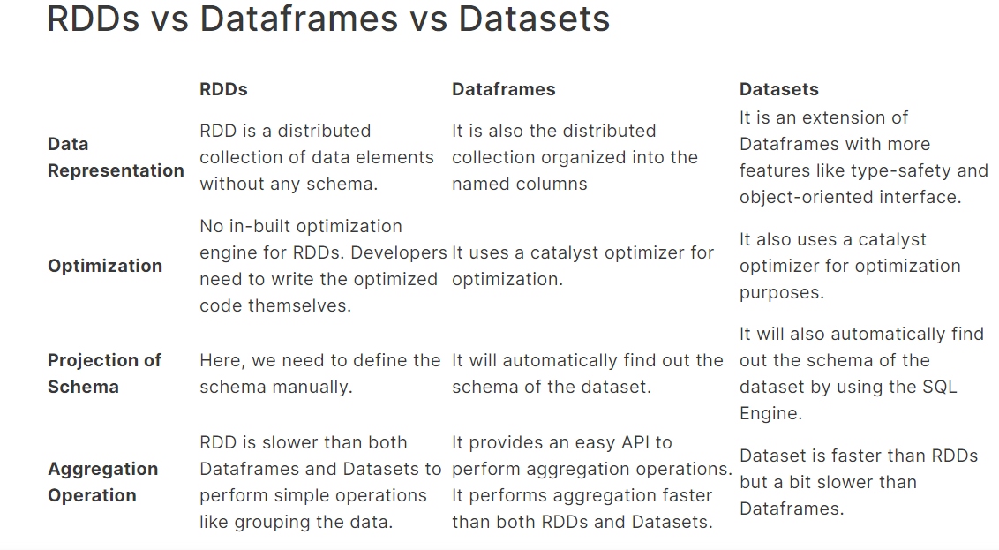 RDDs vs Dataframes vs Datasets
RDDs
Dataframes
Datasets
Data
Representation
RDD is a distributed
collection of data elements
without any schema.
It is also the distributed
collection organized into the
named columns
It is an extension of
Dataframes with more
features like type-safety and
object-oriented interface.
Optimization
No in-built optimization
engine for RDDs. Developers
need to write the optimized
code themselves.
It uses a catalyst optimizer for
optimization.
It also uses a catalyst
optimizer for optimization
purposes.
Projection of
Schema
Here, we need to define the
schema manually.
It will automatically find out the
schema of the dataset.
It will also automatically find
out the schema of the
dataset by using the SQL
Engine.
Aggregation
Operation
RDD is slower than both
Dataframes and Datasets to
perform simple operations
like grouping the data.
It provides an easy API to
perform aggregation operations.
It performs aggregation faster
than both RDDs and Datasets.
Dataset is faster than RDDs
but a bit slower than
Dataframes.